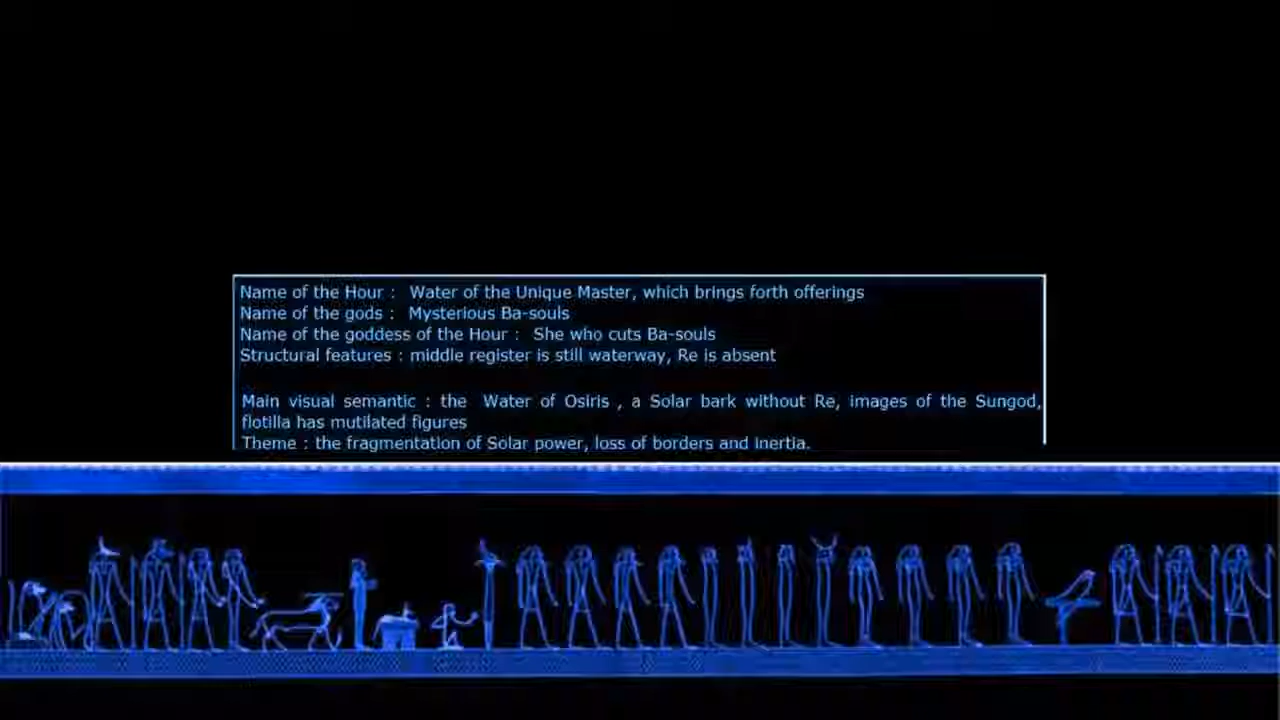 Name of the Hour : Water of the Unique Master, which brings forth offerings
Name of the gods : Mysterious Ba-souls
Name of the goddess of the Hour : She who cuts Ba-souls
Structural features : middle register is still waterway, Re is absent
Main visual semantic : the Water of Osiris , a Solar bark without Re, images of the Sungod,
flotilla has mutilated figures
Theme : the fragmentation of Solar power, loss of borders and inertia.